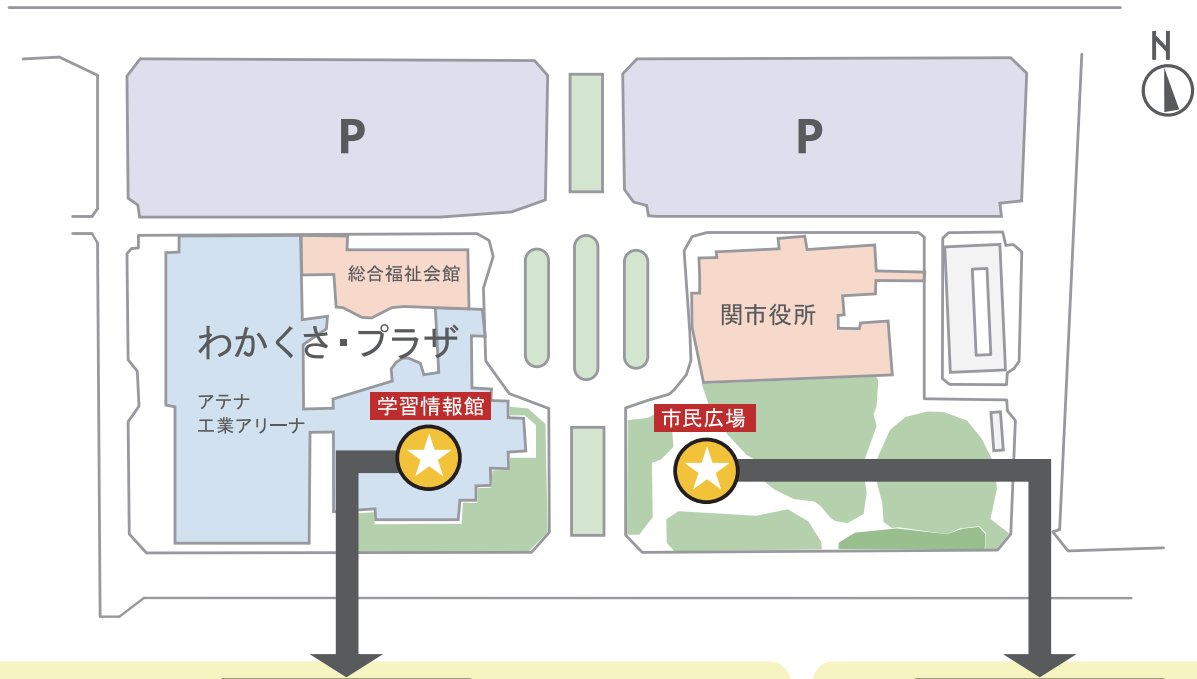 N
P
P
総合福祉会館
関市役所
わかくさ・プラザ
アテナ
工業アリーナ
学習情報館
市民広場